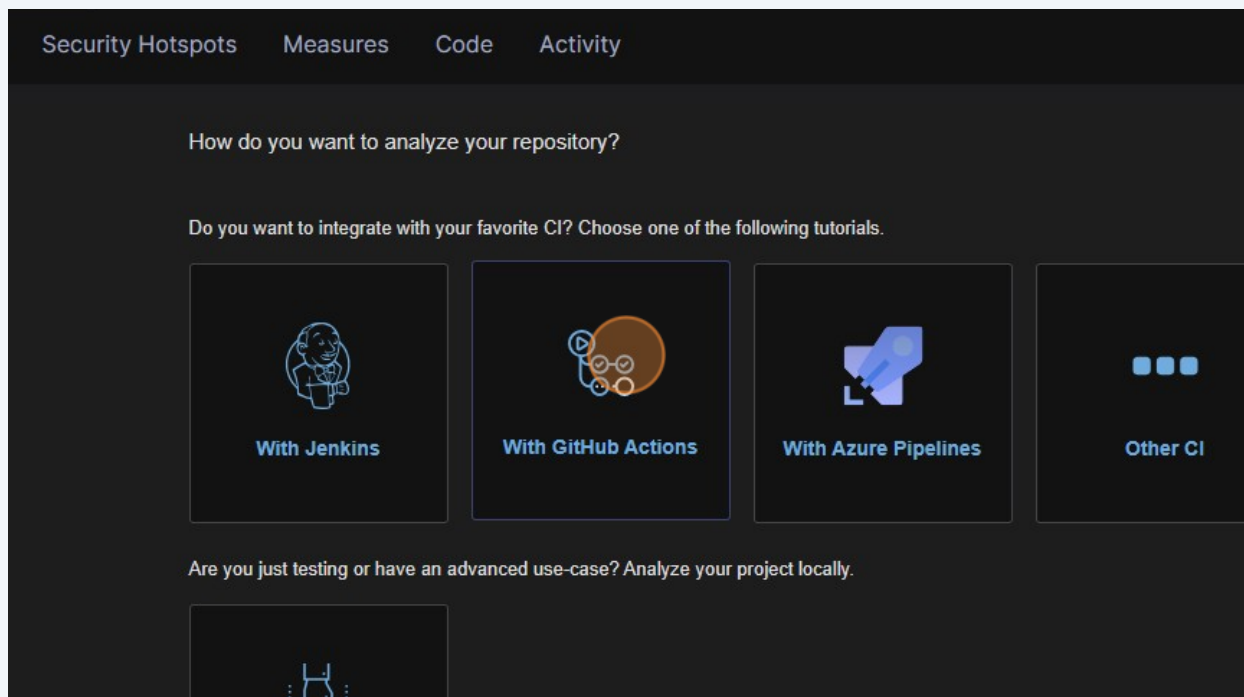 Security Hotspots Measures Code Activity
How do you want to analyze your repository?
Do you want to integrate with your favorite CI? Choose one of the following tutorials.
With Jenkins
With GitHub Actions
With Azure Pipelines
Other CI
Are you just testing or have an advanced use-case? Analyze your project locally.